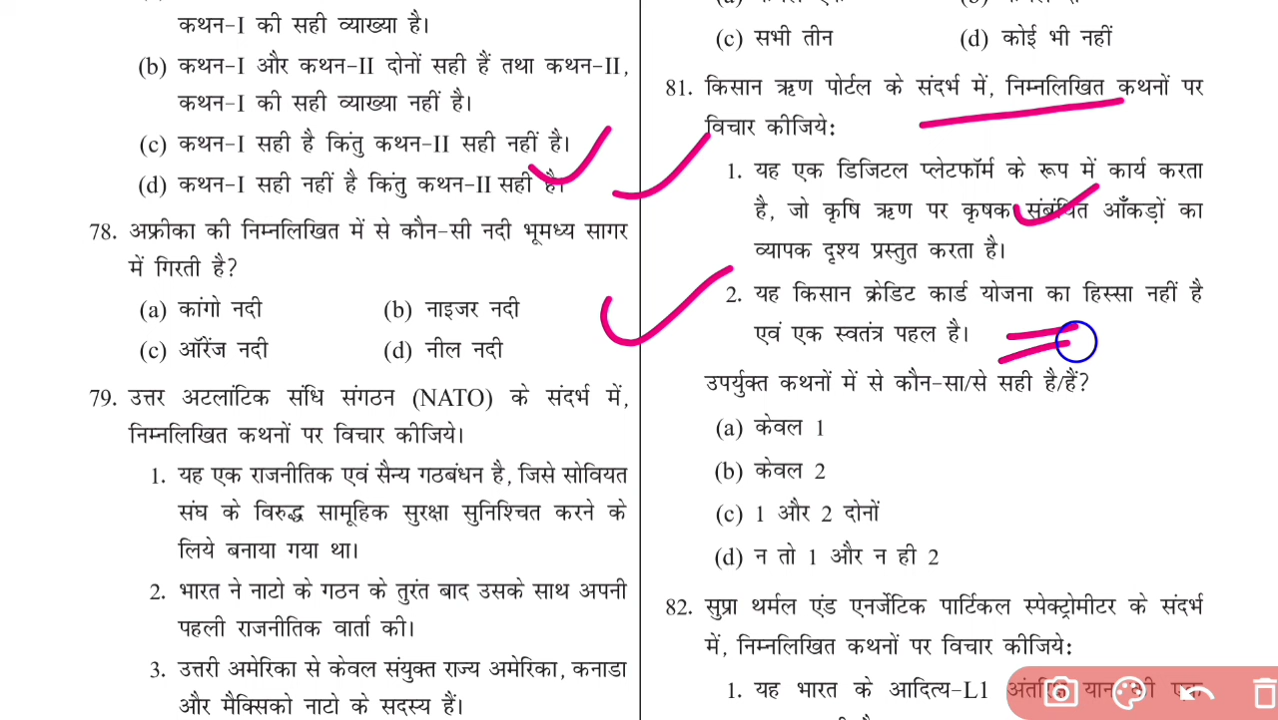 कथन-I की सही व्याख्या है।
(b) कथन-I और कथन-II दोनों सही हैं तथा कथन-II,
कथन-I की सही व्याख्या नहीं है।
(c) कथन-I सही है किंतु कथन-II सही नहीं है।
(d) कथन-I सही नहीं है किंतु कथन-II सही है।
78. अफ्रीका की निम्नलिखित में से कौन-सी नदी भूमध्य सागर
में गिरती है?
(a) कांगो नदी (b) नाइजर नदी
(c) ऑरेंज नदी (d) नील नदी
79. उत्तर अटलांटिक संधि संगठन (NATO) के संदर्भ में,
निम्नलिखित कथनों पर विचार कीजिये।
1. यह एक राजनीतिक एवं सैन्य गठबंधन है, जिसे सोवियत
संघ के विरुद्ध सामूहिक सुरक्षा सुनिश्चित करने के
लिये बनाया गया था।
2. भारत ने नाटो के गठन के तुरंत बाद उसके साथ अपनी
पहली राजनीतिक वार्ता की।
3. उत्तरी अमेरिका से केवल संयुक्त राज्य अमेरिका, कनाडा
और मैक्सिको नाटो के सदस्य हैं।
(c) सभी तीन (d) कोई भी नहीं
81. किसान ऋण पोर्टल के संदर्भ में, निम्नलिखित कथनों पर
विचार कीजिये:
1. यह एक डिजिटल प्लेटफॉर्म के रूप में कार्य करता
है, जो कृषि ऋण पर कृषक संबंधित आँकड़ों का
व्यापक दृश्य प्रस्तुत करता है।
2. यह किसान क्रेडिट कार्ड योजना का हिस्सा नहीं है
एवं एक स्वतंत्र पहल है।
उपर्युक्त कथनों में से कौन-सा/से सही है/हैं?
(a) केवल 1
(b) केवल 2
(c) 1 और 2 दोनों
(d) न तो 1 और न ही 2
82. सुप्रा थर्मल एंड एनर्जेटिक पार्टिकल स्पेक्ट्रोमीटर के संदर्भ
में, निम्नलिखित कथनों पर विचार कीजिये:
1. यह भारत के आदित्य-L1 अंतरिक्ष यान की एक